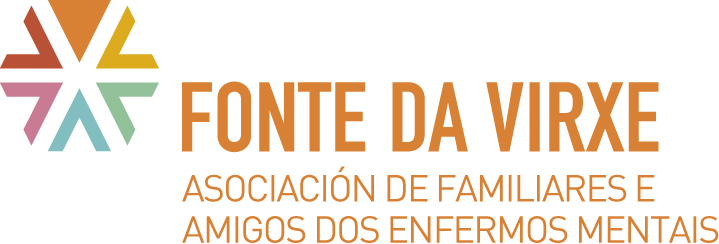 FONTE DA VIRXE
ASOCIACIÓN DE FAMILIARES E
AMIGOS DOS ENFERMOS MENTAIS